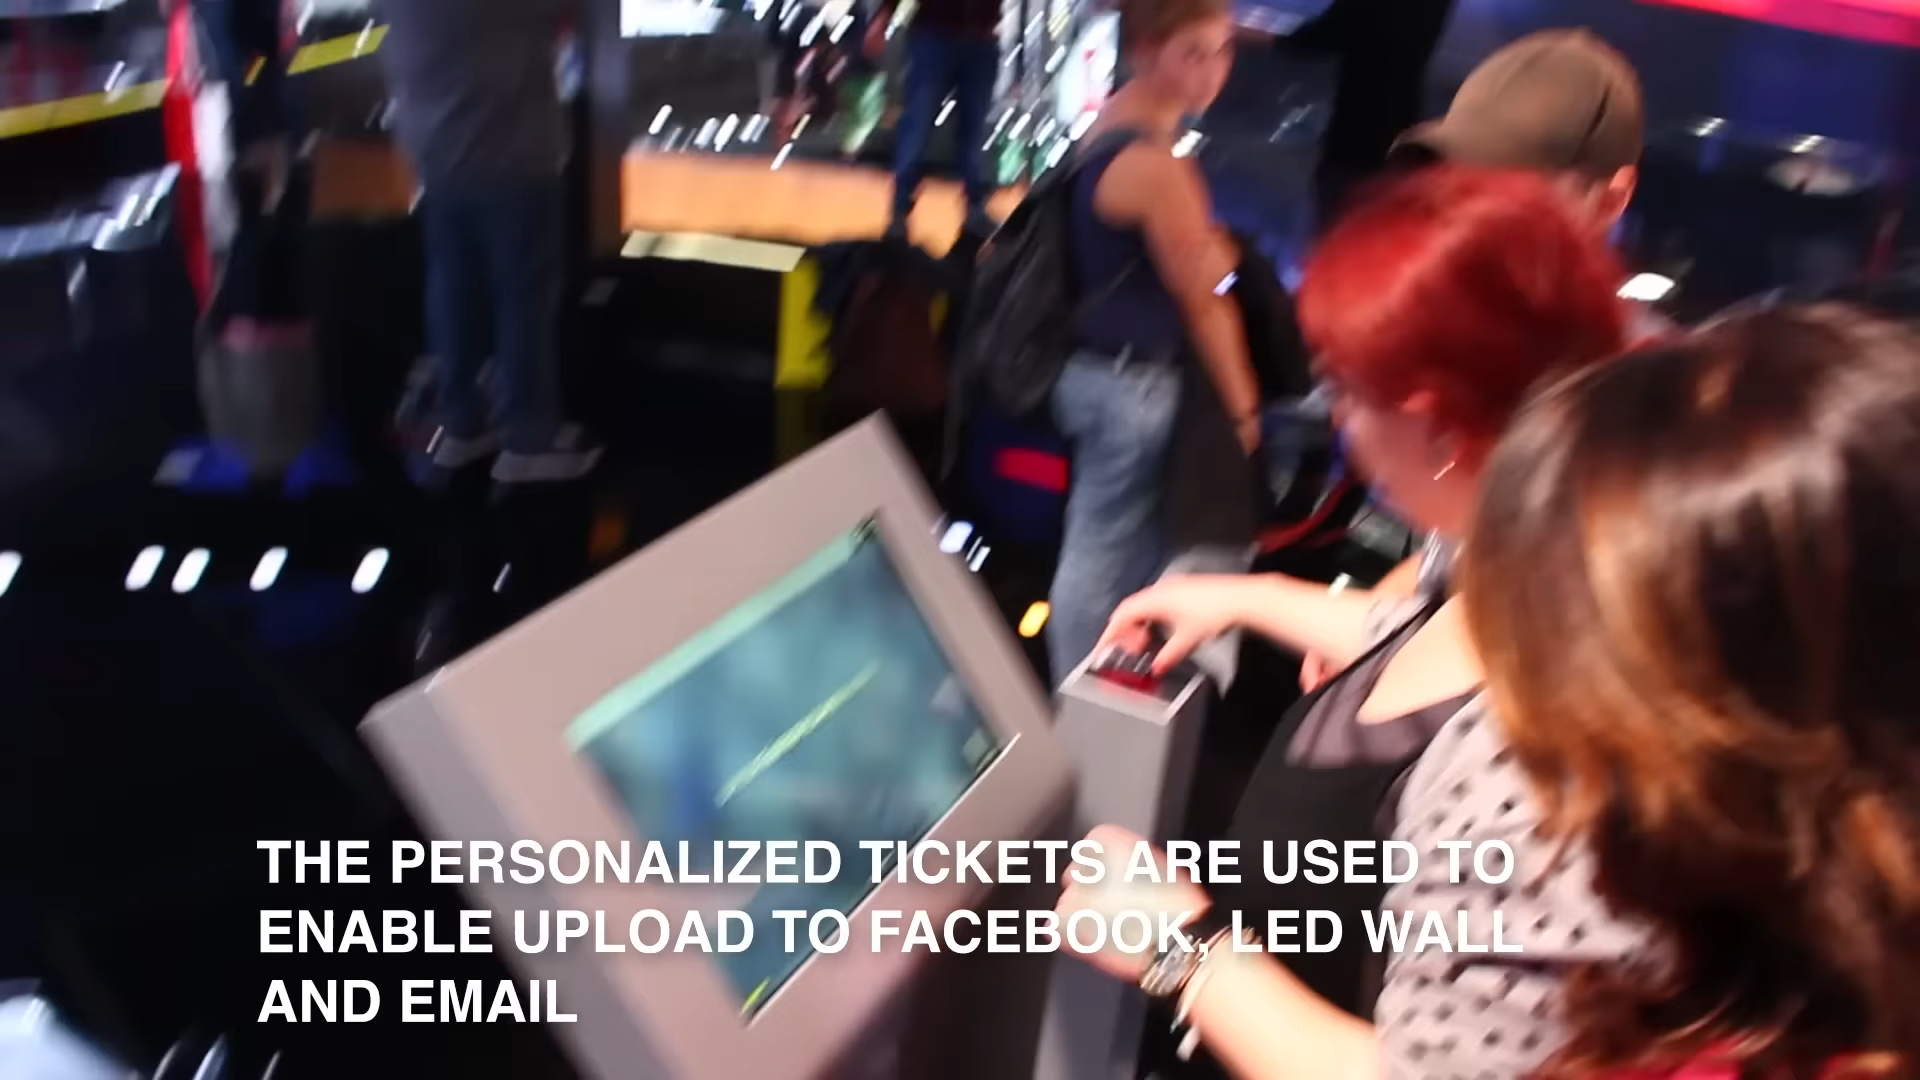 THE PERSONALIZED TICKETS ARE USED TO
ENABLE UPLOAD TO FACEBOOK, LED WALL
AND EMAIL